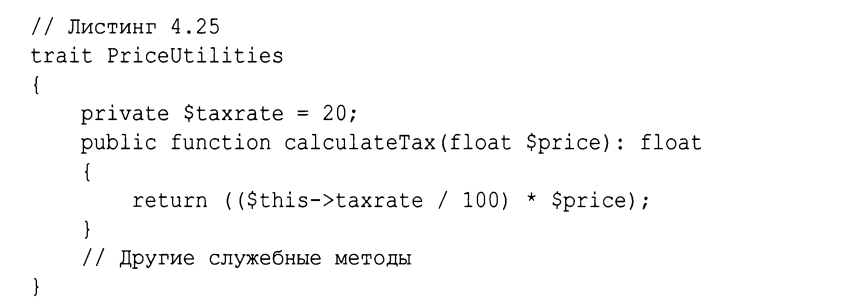 // Листинг 4.25
trait PriceUtilities
{
    private $taxrate = 20;
    public function calculateTax(float $price): float
    {
        return (($this->taxrate / 100) * $price);
    }
    // Другие служебные методы
}